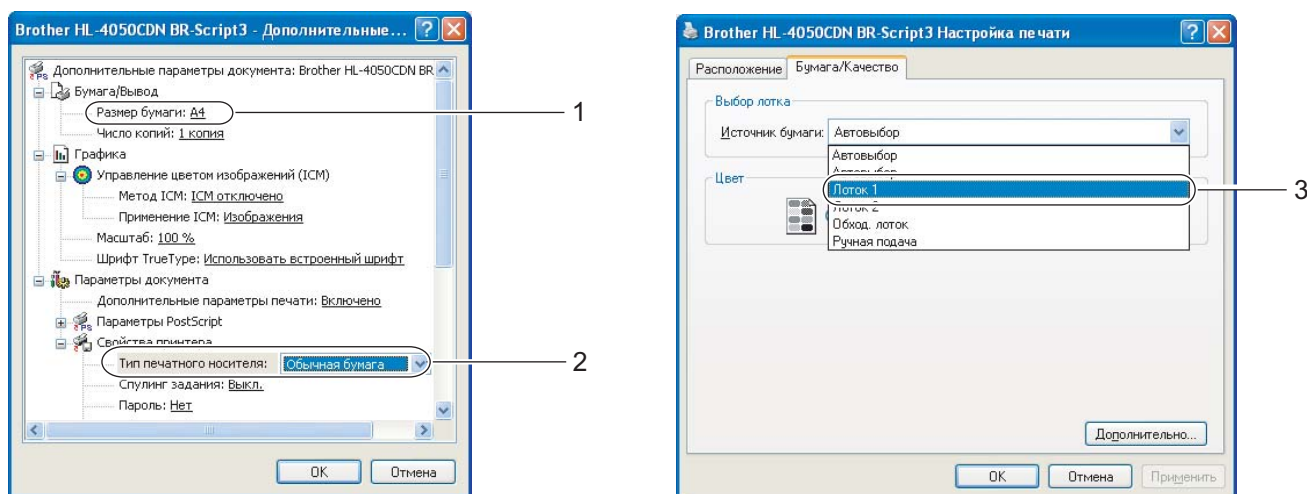 Brother HL-4050CDN BR-Script3 - Дополнительные...
Дополнительные параметры документа: Brother HL-4050CDN BR
Бумага/Вывод
Размер бумаги: A4
1
Число копий: 1 копия
Графика
Управление цветом изображений (ICM)
Метод ICM: ICM отключено
Применение ICM: Изображения
Масштаб: 100 %
Шрифт TrueType: Использовать встроенный шрифт
Параметры документа
Дополнительные параметры печати: Включено
Параметры PostScript
Свойства принтера
Тип печатного носителя: Обычная бумага
2
Спулинг задания: Выкл.
Пароль: Нет
OK Отмена
Brother HL-4050CDN BR-Script3 Настройка печати
Расположение Бумага/Качество
Выбор лотка
Источник бумаги: Автовыбор
Автовыбор
Автовыбор
Цвет
Лоток 1
3
Лоток 2
Обход. лоток
Ручная подача
Дополнительно...
OK Отмена Применить